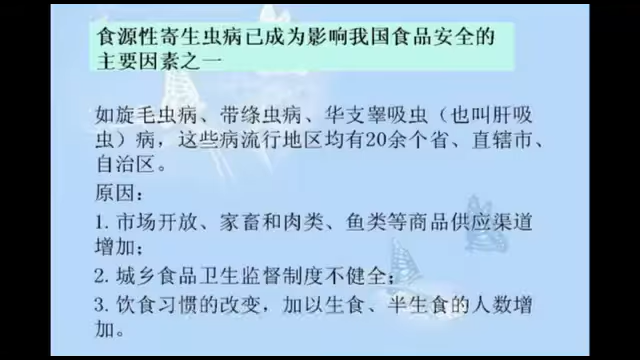 食源性寄生虫病已成为影响我国食品安全的
主要因素之一
如旋毛虫病、带绦虫病、华支睾吸虫（也叫肝吸
虫）病，这些病流行地区均有20余个省、直辖市、
自治区。
原因：
1. 市场开放、家畜和肉类、鱼类等商品供应渠道
增加；
2. 城乡食品卫生监督制度不健全；
3. 饮食习惯的改变，加以生食、半生食的人数增
加。